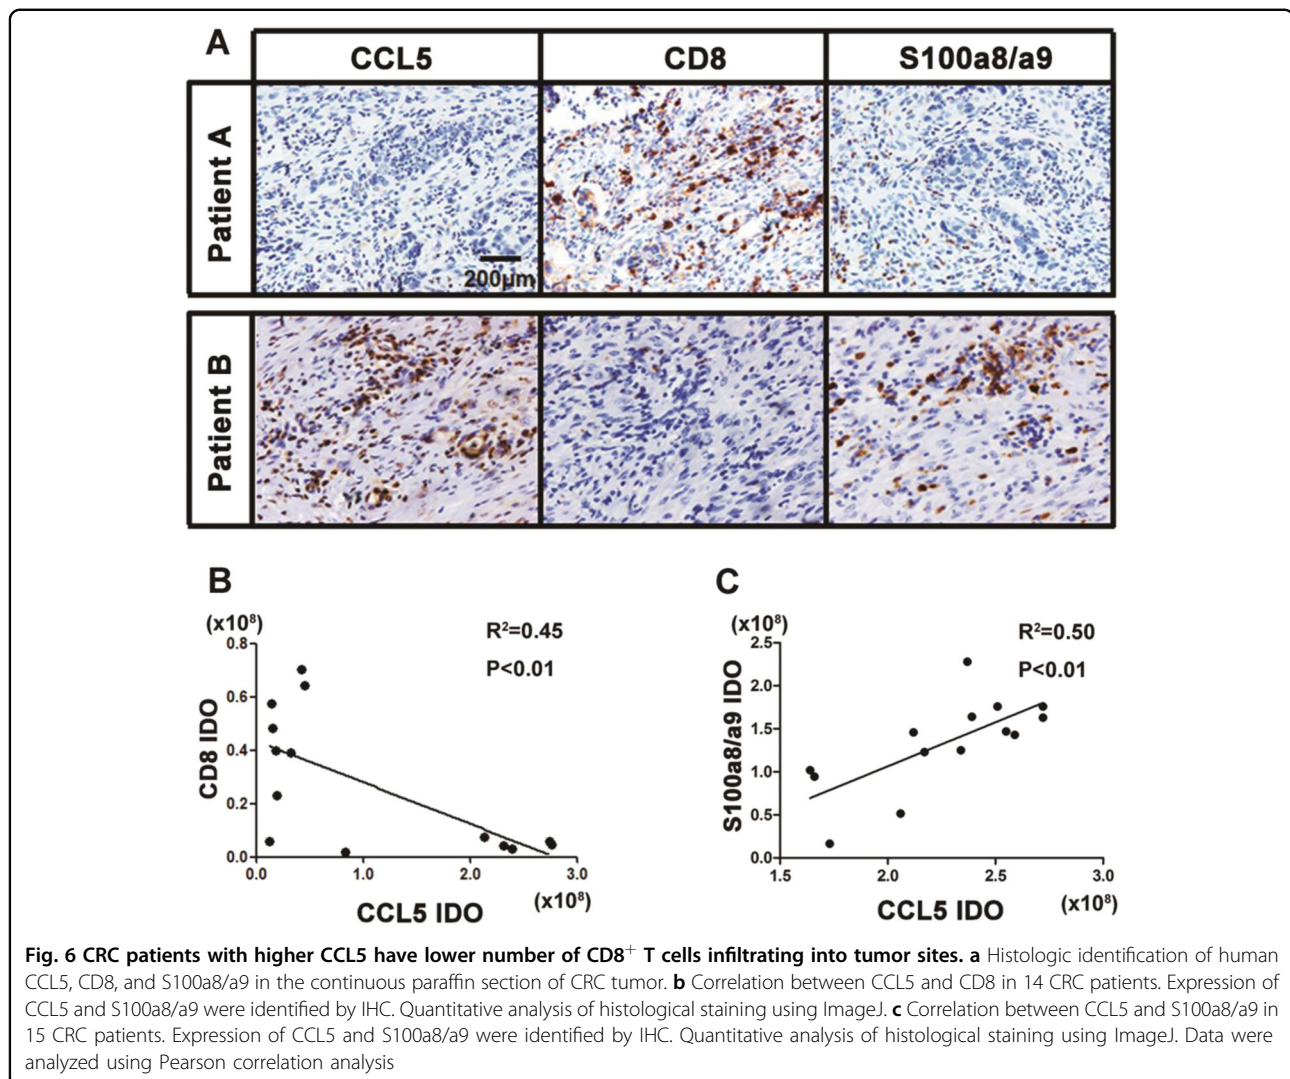 A
CCL5
CD8
S100a8/a9
Patient A
200μm
Patient B
B
(x10⁸)
R²=0.45
P<0.01
0.8
0.6
0.4
0.2
0.0
CD8 IDO
0.0
1.0
2.0
3.0
(x10⁸)
CCL5 IDO
C
(x10⁸)
R²=0.50
P<0.01
2.5
2.0
1.5
1.0
0.5
0.0
S100a8/a9 IDO
1.5
2.0
2.5
3.0
(x10⁸)
CCL5 IDO
Fig. 6 CRC patients with higher CCL5 have lower number of CD8⁺ T cells infiltrating into tumor sites. a Histologic identification of human
CCL5, CD8, and S100a8/a9 in the continuous paraffin section of CRC tumor. b Correlation between CCL5 and CD8 in 14 CRC patients. Expression of
CCL5 and S100a8/a9 were identified by IHC. Quantitative analysis of histological staining using ImageJ. c Correlation between CCL5 and S100a8/a9 in
15 CRC patients. Expression of CCL5 and S100a8/a9 were identified by IHC. Quantitative analysis of histological staining using ImageJ. Data were
analyzed using Pearson correlation analysis